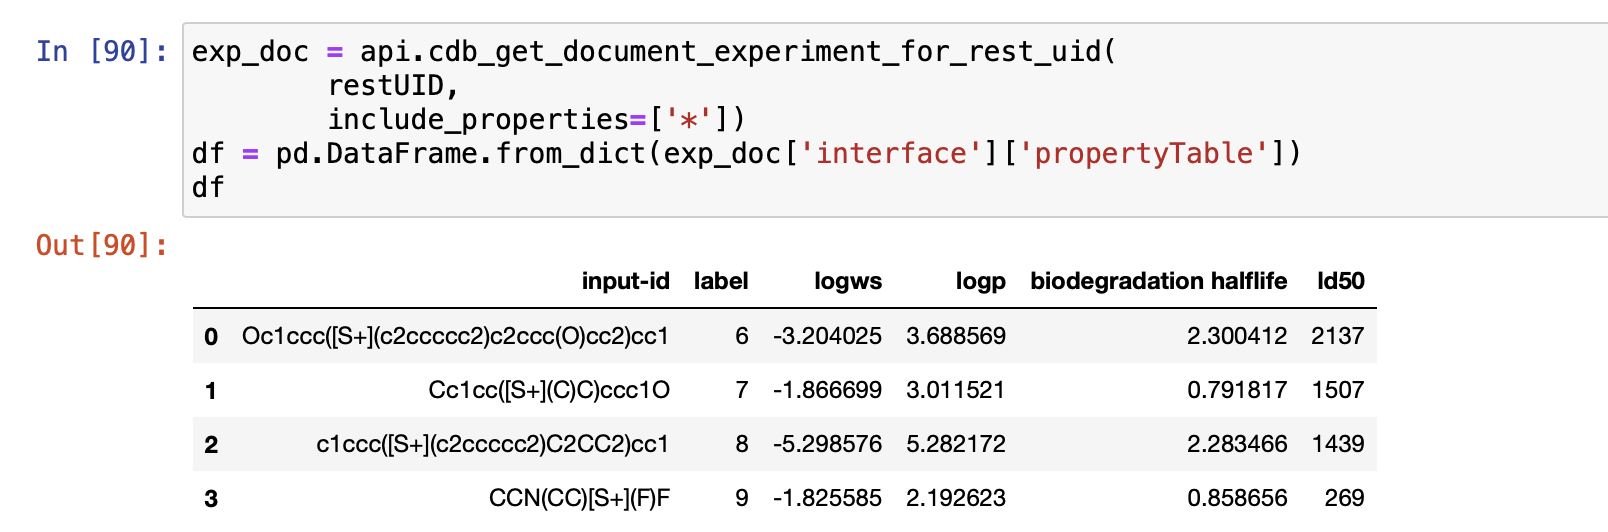 In [90]: exp_doc = api.cdb_get_document_experiment_for_rest_uid(
restUID,
include_properties=['*'])
df = pd.DataFrame.from_dict(exp_doc['interface']['propertyTable'])
df
Out[90]:
input-id label logws logp biodegradation halflife ld50
0 Oc1ccc([S+](c2ccccc2)c2ccc(O)cc2)cc1 6 -3.204025 3.688569 2.300412 2137
1 Cc1cc([S+](C)C)ccc1O 7 -1.866699 3.011521 0.791817 1507
2 c1ccc([S+](c2ccccc2)C2CC2)cc1 8 -5.298576 5.282172 2.283466 1439
3 CCN(CC)[S+](F)F 9 -1.825585 2.192623 0.858656 269